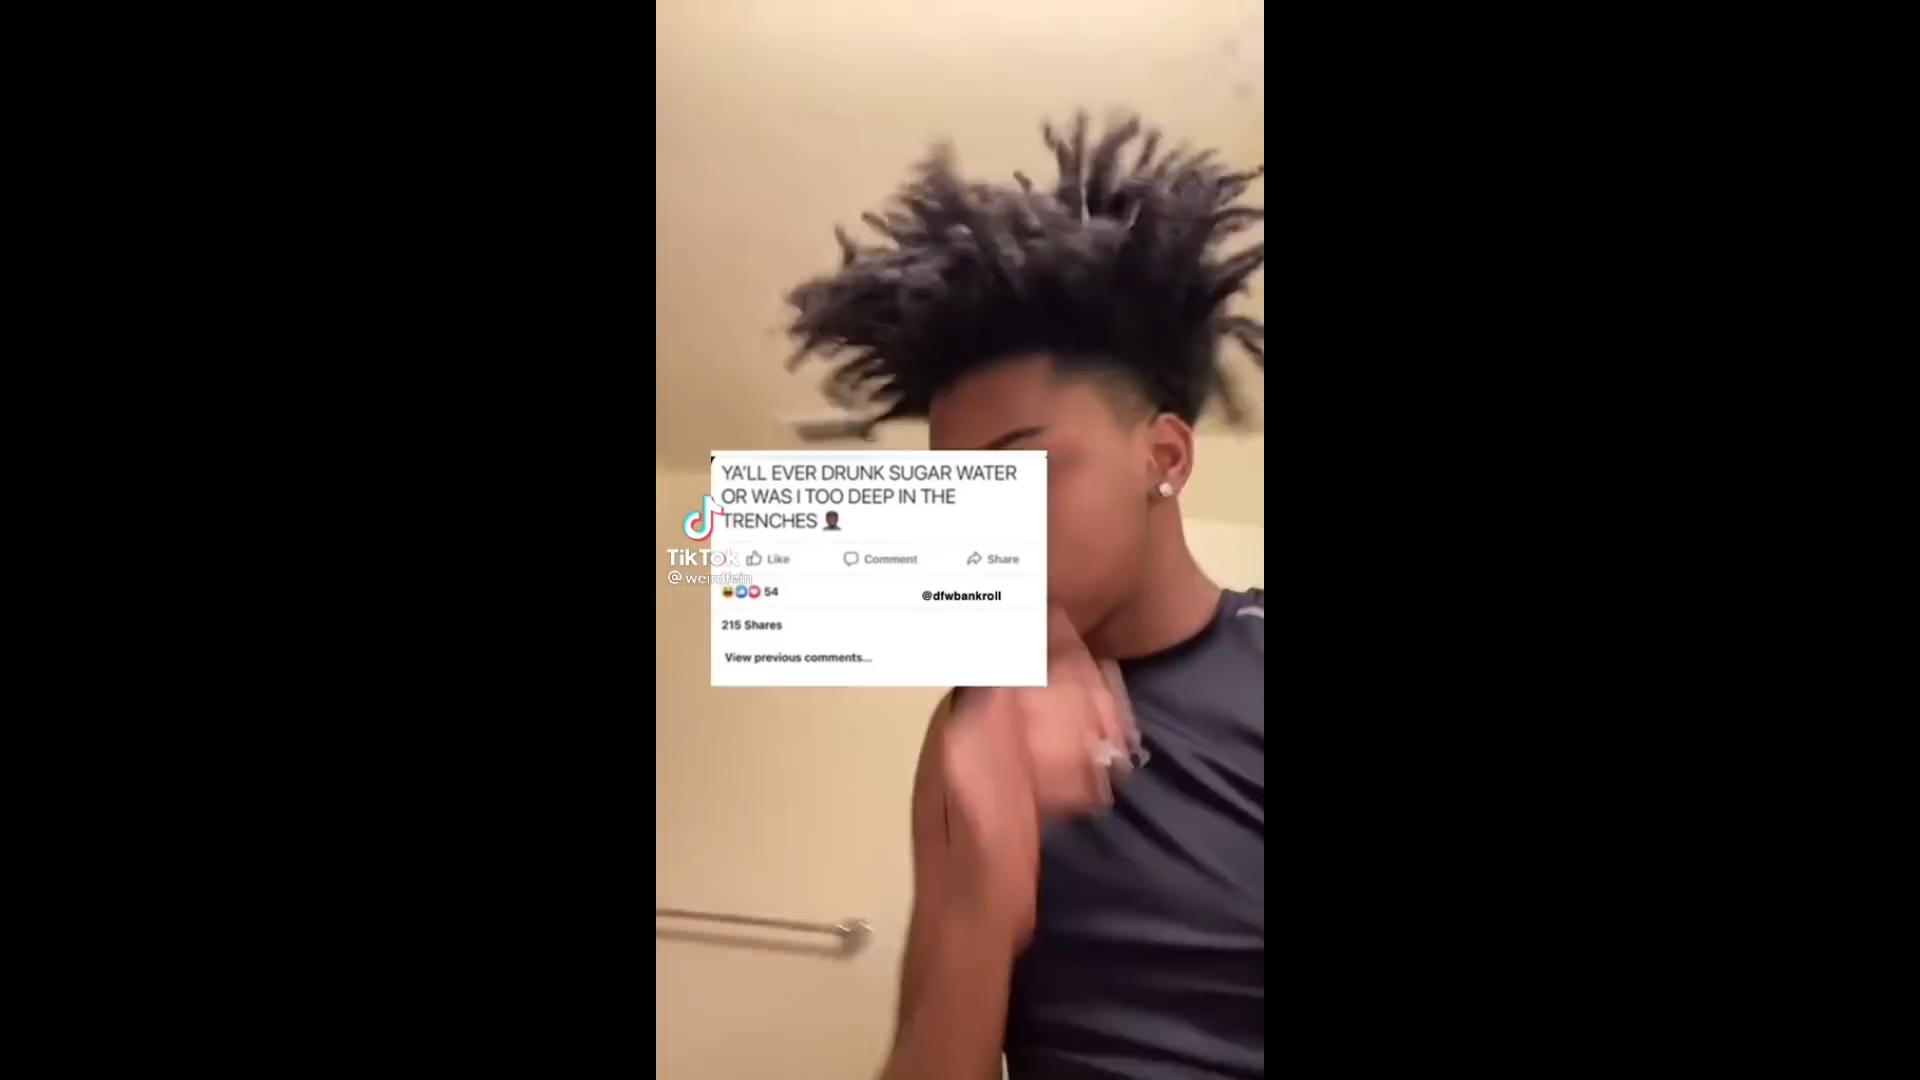 YA'LL EVER DRUNK SUGAR WATER
OR WAS I TOO DEEP IN THE
TRENCHES 👤🏿
Like Comment Share
54
@dfwbankroll
215 Shares
View previous comments...
TikTok
@weirdfein